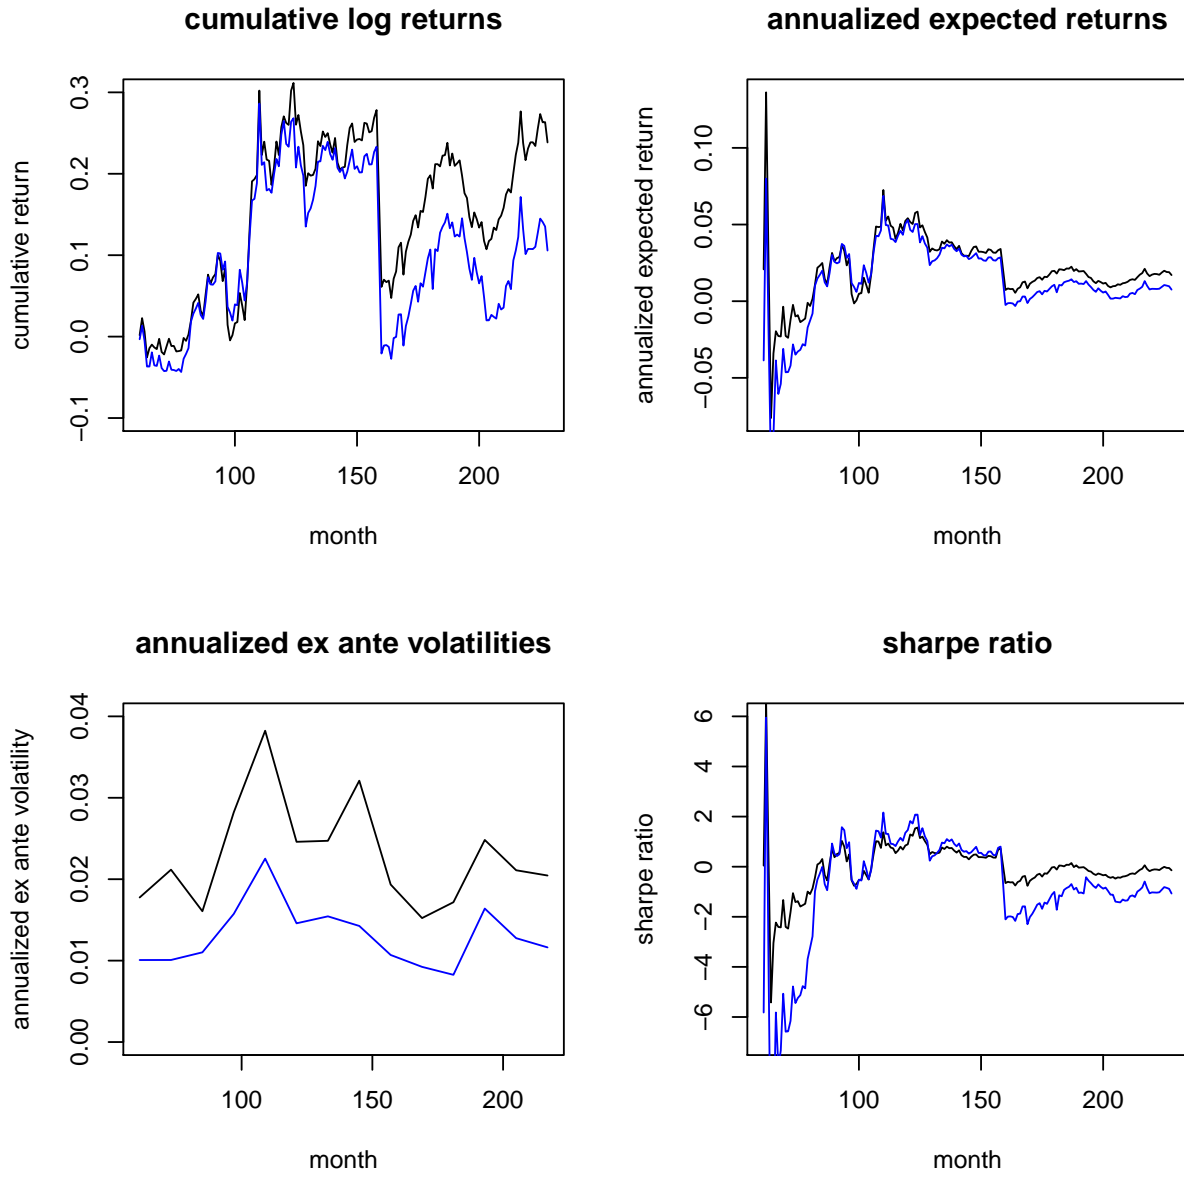 cumulative log returns
cumulative return
0.3
0.2
0.1
0.0
−0.1
100 150 200
month
annualized expected returns
annualized expected return
0.10
0.05
0.00
−0.05
100 150 200
month
annualized ex ante volatilities
annualized ex ante volatility
0.04
0.03
0.02
0.01
0.00
100 150 200
month
sharpe ratio
sharpe ratio
6
4
2
0
−2
−4
−6
100 150 200
month